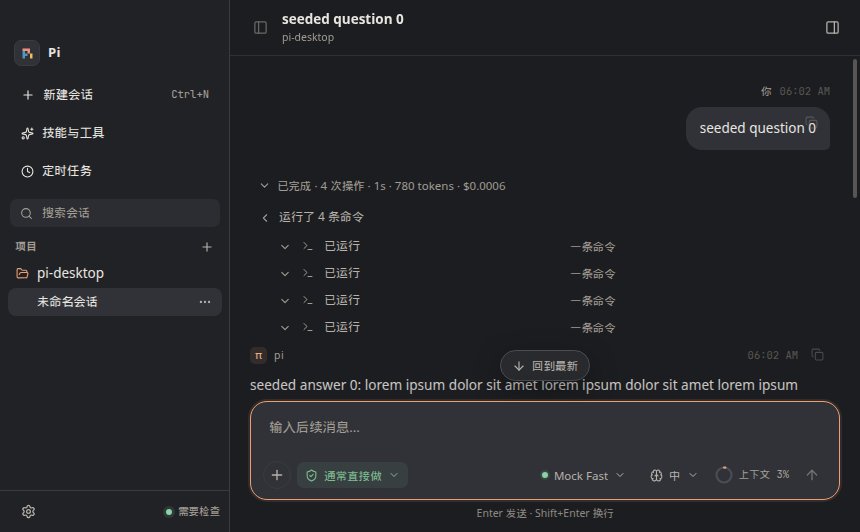 Pi
新建会话 Ctrl+N
技能与工具
定时任务
搜索会话
项目
pi-desktop
未命名会话
需要检查
seeded question 0
pi-desktop
你 06:02 AM
seeded question 0
已完成 · 4 次操作 · 1s · 780 tokens · $0.0006
运行了 4 条命令
已运行 一条命令
已运行 一条命令
已运行 一条命令
已运行 一条命令
π pi 06:02 AM
回到最新
seeded answer 0: lorem ipsum dolor sit amet lorem ipsum dolor sit amet lorem ipsum
输入后续消息...
通常直接做 Mock Fast 中 上下文 3%
Enter 发送 · Shift+Enter 换行